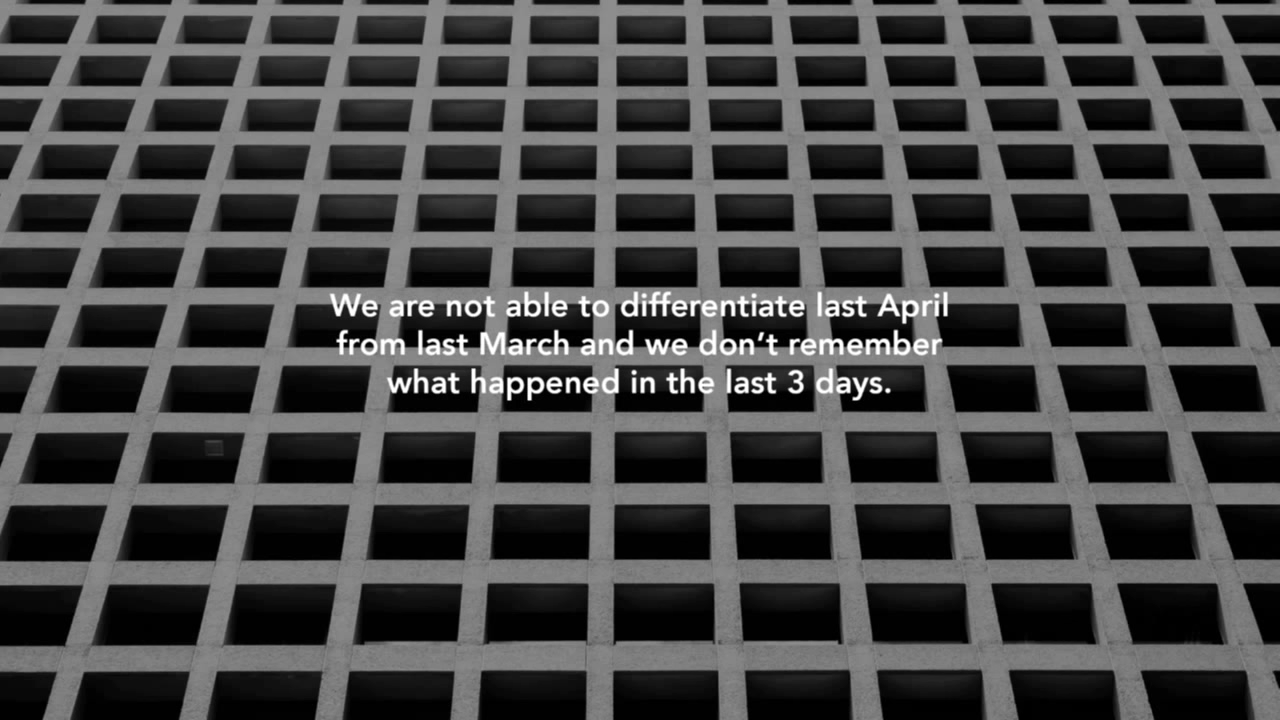 We are not able to differentiate last April
from last March and we don’t remember
what happened in the last 3 days.